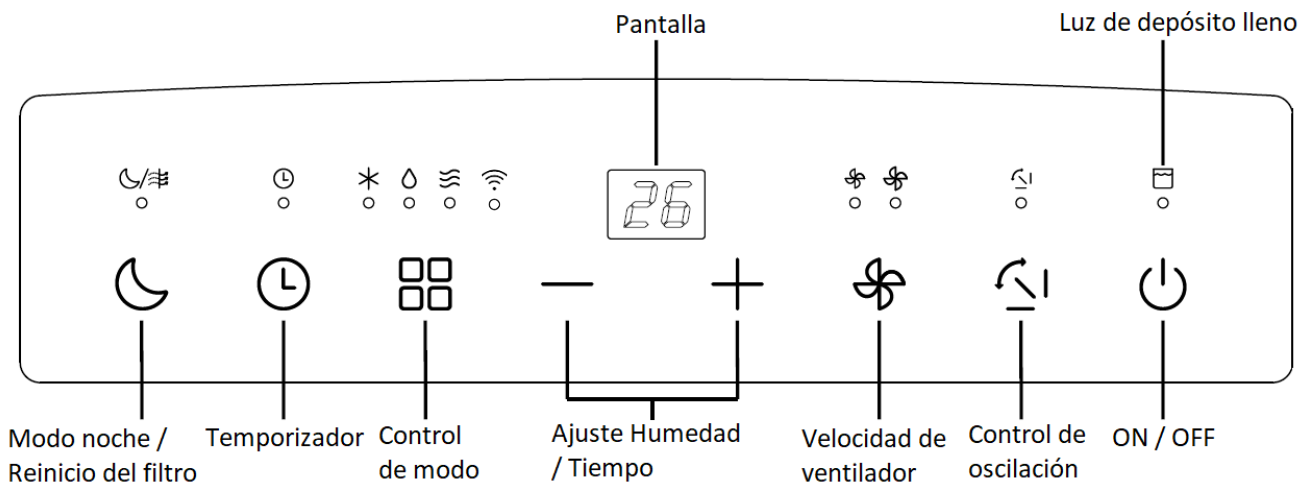 Pantalla
Luz de depósito lleno
26
Modo noche /
Reinicio del filtro
Temporizador
Control
de modo
Ajuste Humedad
/ Tiempo
Velocidad de
ventilador
Control de
oscilación
ON / OFF